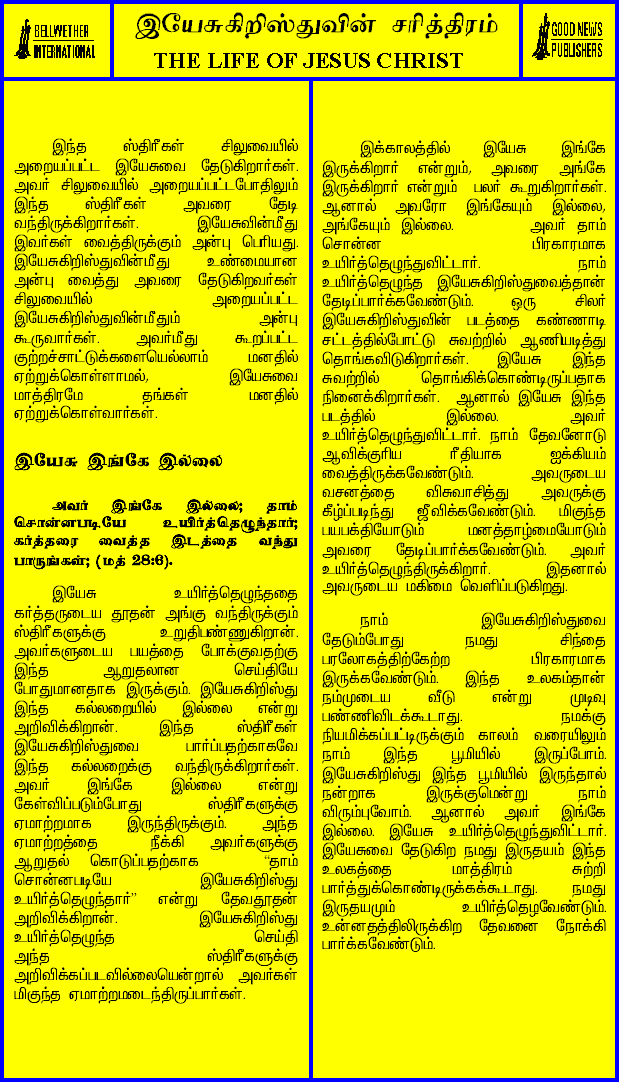 BELLWETHER
INTERNATIONAL
இயேசுகிறிஸ்துவின் சரித்திரம்
THE LIFE OF JESUS CHRIST
GOOD NEWS
PUBLISHERS
இந்த ஸ்திரீகள் சிலுவையில்
அறையப்பட்ட இயேசுவை தேடுகிறார்கள்.
அவர் சிலுவையில் அறையப்பட்டபோதிலும்
இந்த ஸ்திரீகள் அவரை தேடி
வந்திருக்கிறார்கள். இயேசுவின்மீது
இவர்கள் வைத்திருக்கும் அன்பு பெரியது.
இயேசுகிறிஸ்துவின்மீது உண்மையான
அன்பு வைத்து அவரை தேடுகிறவர்கள்
சிலுவையில் அறையப்பட்ட
இயேசுகிறிஸ்துவின்மீதும் அன்பு
கூருவார்கள். அவர்மீது கூறப்பட்ட
குற்றச்சாட்டுக்களையெல்லாம் மனதில்
ஏற்றுக்கொள்ளாமல், இயேசுவை
மாத்திரமே தங்கள் மனதில்
ஏற்றுக்கொள்வார்கள்.
இயேசு இங்கே இல்லை
அவர் இங்கே இல்லை; தாம்
சொன்னபடியே உயிர்த்தெழுந்தார்;
கர்த்தரை வைத்த இடத்தை வந்து
பாருங்கள்; (மத் 28:6).
இயேசு உயிர்த்தெழுந்ததை
கர்த்தருடைய தூதன் அங்கு வந்திருக்கும்
ஸ்திரீகளுக்கு உறுதிபண்ணுகிறான்.
அவர்களுடைய பயத்தை போக்குவதற்கு
இந்த ஆறுதலான செய்தியே
போதுமானதாக இருக்கும். இயேசுகிறிஸ்து
இந்த கல்லறையில் இல்லை என்று
அறிவிக்கிறான். இந்த ஸ்திரீகள்
இயேசுகிறிஸ்துவை பார்ப்பதற்காகவே
இந்த கல்லறைக்கு வந்திருக்கிறார்கள்.
அவர் இங்கே இல்லை என்று
கேள்விப்படும்போது ஸ்திரீகளுக்கு
ஏமாற்றமாக இருந்திருக்கும். அந்த
ஏமாற்றத்தை நீக்கி அவர்களுக்கு
ஆறுதல் கொடுப்பதற்காக “தாம்
சொன்னபடியே இயேசுகிறிஸ்து
உயிர்த்தெழுந்தார்” என்று தேவதூதன்
அறிவிக்கிறான். இயேசுகிறிஸ்து
உயிர்த்தெழுந்த செய்தி
அந்த ஸ்திரீகளுக்கு
அறிவிக்கப்படவில்லையென்றால் அவர்கள்
மிகுந்த ஏமாற்றமடைந்திருப்பார்கள்.
இக்காலத்தில் இயேசு இங்கே
இருக்கிறார் என்றும், அவரை அங்கே
இருக்கிறார் என்றும் பலர் கூறுகிறார்கள்.
ஆனால் அவரோ இங்கேயும் இல்லை,
அங்கேயும் இல்லை. அவர் தாம்
சொன்ன பிரகாரமாக
உயிர்த்தெழுந்துவிட்டார். நாம்
உயிர்த்தெழுந்த இயேசுகிறிஸ்துவைத்தான்
தேடிப்பார்க்கவேண்டும். ஒரு சிலர்
இயேசுகிறிஸ்துவின் படத்தை கண்ணாடி
சட்டத்தில்போட்டு சுவற்றில் ஆணியடித்து
தொங்கவிடுகிறார்கள். இயேசு இந்த
சுவற்றில் தொங்கிக்கொண்டிருப்பதாக
நினைக்கிறார்கள். ஆனால் இயேசு இந்த
படத்தில் இல்லை. அவர்
உயிர்த்தெழுந்துவிட்டார். நாம் தேவனோடு
ஆவிக்குரிய ரீதியாக ஐக்கியம்
வைத்திருக்கவேண்டும். அவருடைய
வசனத்தை விசுவாசித்து அவருக்கு
கீழ்ப்படிந்து ஜீவிக்கவேண்டும். மிகுந்த
பயபக்தியோடும் மனத்தாழ்மையோடும்
அவரை தேடிப்பார்க்கவேண்டும். அவர்
உயிர்த்தெழுந்திருக்கிறார். இதனால்
அவருடைய மகிமை வெளிப்படுகிறது.
நாம் இயேசுகிறிஸ்துவை
தேடும்போது நமது சிந்தை
பரலோகத்திற்கேற்ற பிரகாரமாக
இருக்கவேண்டும். இந்த உலகம்தான்
நம்முடைய வீடு என்று முடிவு
பண்ணிவிடக்கூடாது. நமக்கு
நியமிக்கப்பட்டிருக்கும் காலம் வரையிலும்
நாம் இந்த பூமியில் இருப்போம்.
இயேசுகிறிஸ்து இந்த பூமியில் இருந்தால்
நன்றாக இருக்குமென்று நாம்
விரும்புவோம். ஆனால் அவர் இங்கே
இல்லை. இயேசு உயிர்த்தெழுந்துவிட்டார்.
இயேசுவை தேடுகிற நமது இருதயம் இந்த
உலகத்தை மாத்திரம் சுற்றி
பார்த்துக்கொண்டிருக்கக்கூடாது. நமது
இருதயமும் உயிர்த்தெழவேண்டும்.
உன்னதத்திலிருக்கிற தேவனை நோக்கி
பார்க்கவேண்டும்.